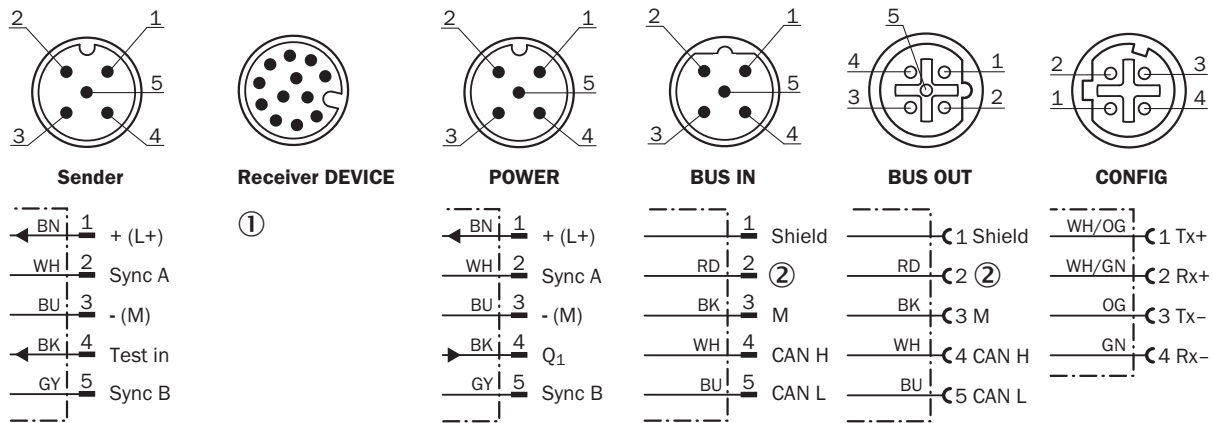 2 1
5
3 4
Sender
BN 1 + (L+)
WH 2 Sync A
BU 3 - (M)
BK 4 Test in
GY 5 Sync B
Receiver DEVICE
①
2 1
5
3 4
POWER
BN 1 + (L+)
WH 2 Sync A
BU 3 - (M)
BK 4 Q₁
GY 5 Sync B
2 1
5
3 4
BUS IN
1 Shield
RD 2 ②
BK 3 M
WH 4 CAN H
BU 5 CAN L
5
4 1
3 2
BUS OUT
1 Shield
RD 2 ②
BK 3 M
WH 4 CAN H
BU 5 CAN L
2 3
1 4
CONFIG
WH/OG 1 Tx+
WH/GN 2 Rx+
OG 3 Tx–
GN 4 Rx–